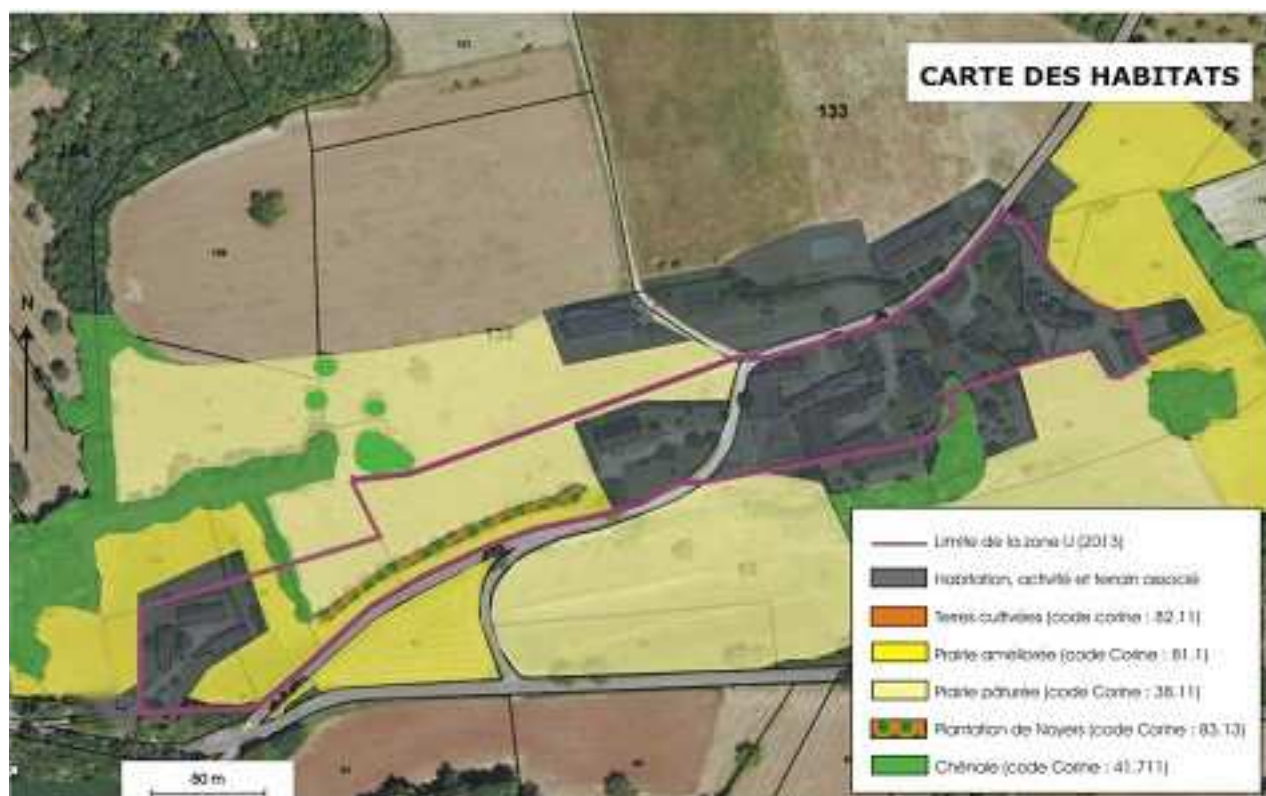 CARTE DES HABITATS
133
N
Limite de la zone U (2013)
Habitation, activité et terrain associé
Terres cultivées (code corine : 82.11)
Prairie améliorée (code Corine : 81.1)
Prairie pâturée (code Corine : 38.11)
Plantation de Noyers (code Corine : 83.13)
Chênaie (code Corine : 41.711)
50 m